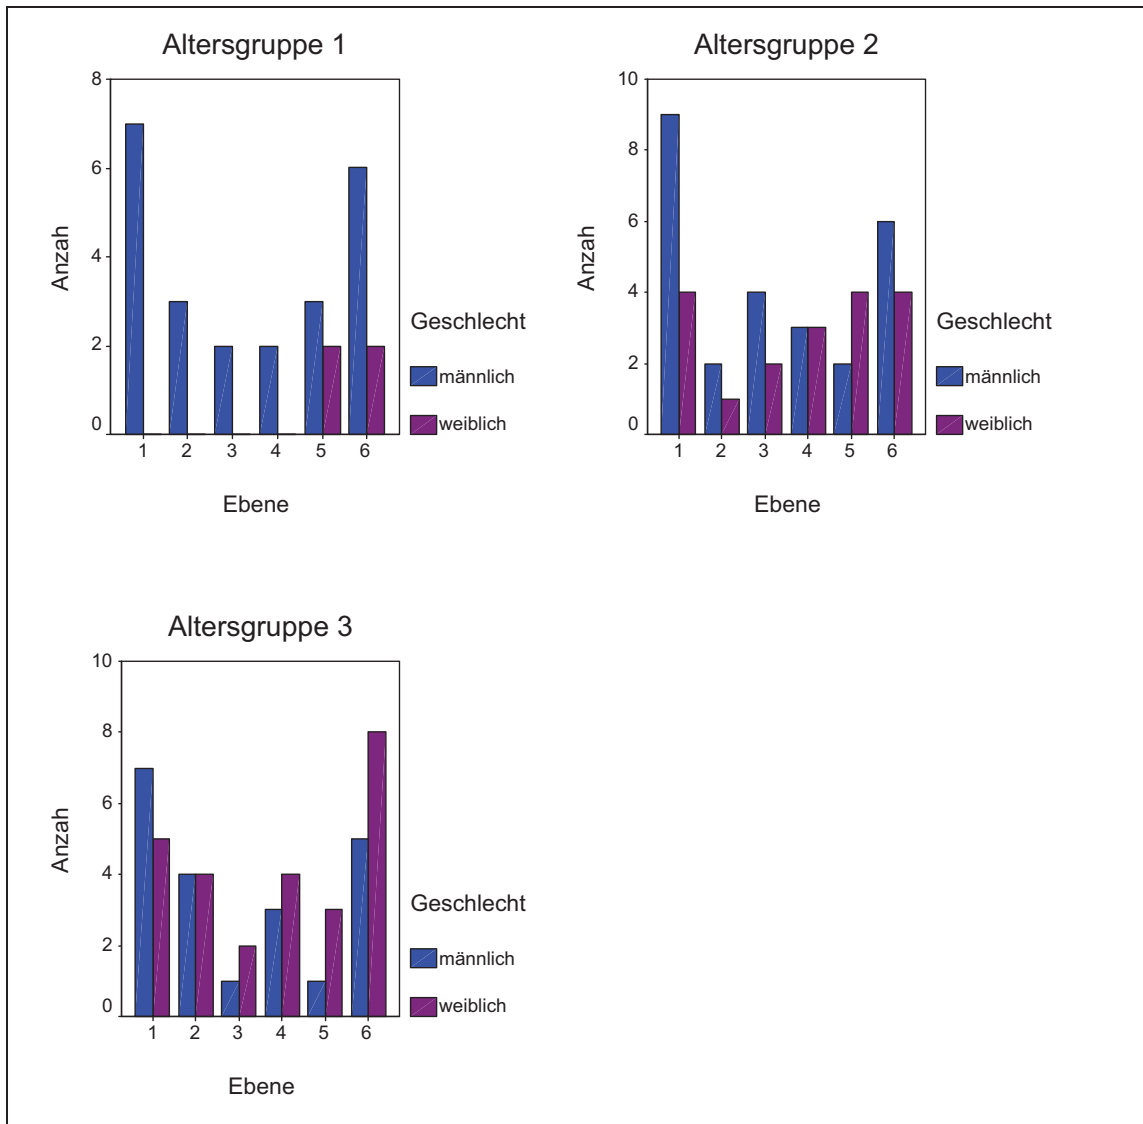 Altersgruppe 1
8
6
4
2
0
Anzah
1 2 3 4 5 6
Ebene
Geschlecht
männlich
weiblich
Altersgruppe 2
10
8
6
4
2
0
Anzah
1 2 3 4 5 6
Ebene
Geschlecht
männlich
weiblich
Altersgruppe 3
10
8
6
4
2
0
Anzah
1 2 3 4 5 6
Ebene
Geschlecht
männlich
weiblich